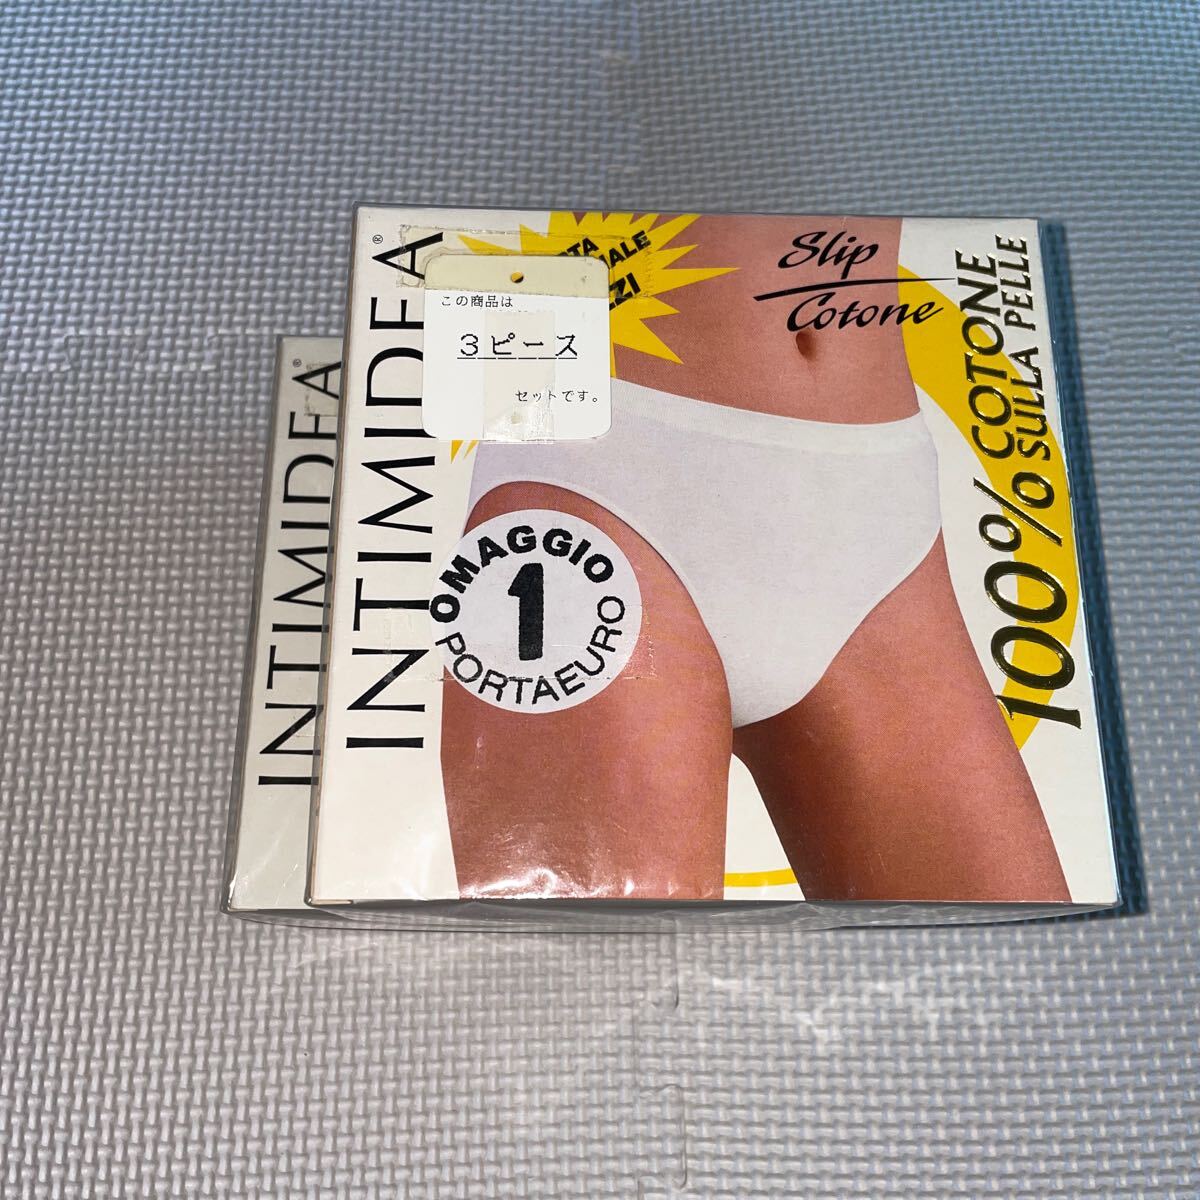 INTIMIDEA®
INTIMIDEA®
この商品は
3ピース
セットです。
Slip
Cotone
100% COTONE
SULLA PELLE
OMAGGIO
1
PORTAEURO